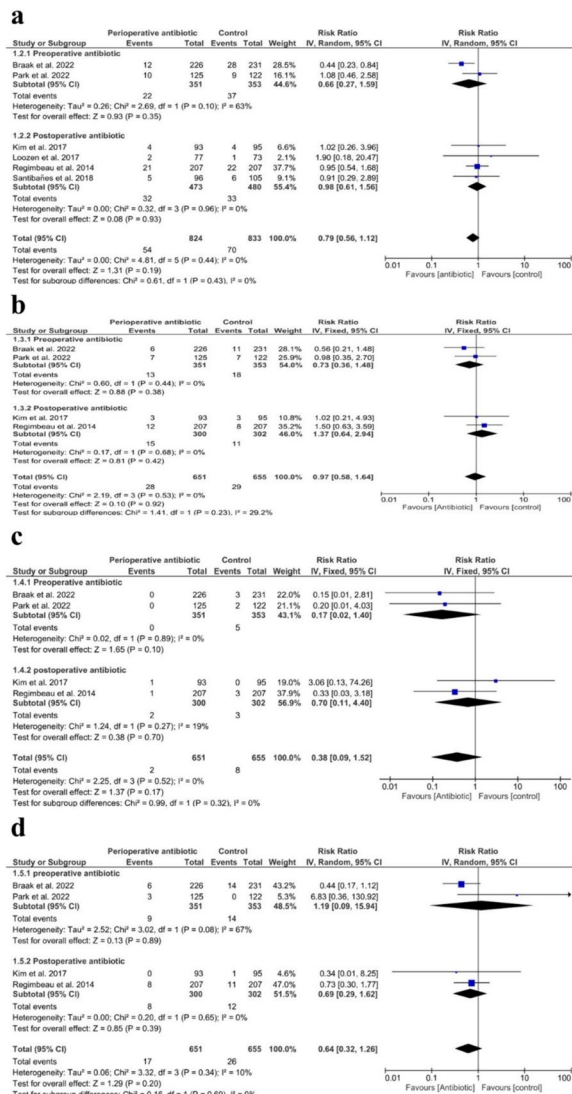 a
Perioperative antibiotic Control Risk Ratio Risk Ratio
Study or Subgroup Events Total Events Total Weight IV, Random, 95% CI IV, Random, 95% CI
1.2.1 Preoperative antibiotic
Braak et al. 2022 12 226 28 231 28.5% 0.44 [0.23, 0.84]
Park et al. 2022 10 125 9 122 16.1% 1.08 [0.46, 2.58]
Subtotal (95% CI) 351 353 44.6% 0.66 [0.27, 1.59]
Total events 22 37
Heterogeneity: Tau² = 0.26; Chi² = 2.69, df = 1 (P = 0.10); I² = 63%
Test for overall effect: Z = 0.93 (P = 0.35)
1.2.2 Postoperative antibiotic
Kim et al. 2017 4 93 4 95 6.6% 1.02 [0.26, 3.96]
Loozen et al. 2017 2 77 1 73 2.1% 1.90 [0.18, 20.47]
Regimbeau et al. 2014 21 207 22 207 37.7% 0.95 [0.54, 1.68]
Santibañes et al. 2018 5 96 6 105 9.1% 0.91 [0.29, 2.89]
Subtotal (95% CI) 473 480 55.4% 0.98 [0.61, 1.56]
Total events 32 33
Heterogeneity: Tau² = 0.00; Chi² = 0.32, df = 3 (P = 0.96); I² = 0%
Test for overall effect: Z = 0.08 (P = 0.93)
Total (95% CI) 824 833 100.0% 0.79 [0.56, 1.12]
Total events 54 70
Heterogeneity: Tau² = 0.00; Chi² = 4.81, df = 5 (P = 0.44); I² = 0%
Test for overall effect: Z = 1.31 (P = 0.19)
Test for subgroup differences: Chi² = 0.61, df = 1 (P = 0.43), I² = 0%
0.01 0.1 1 10 100
Favours [antibiotic] Favours [control]
b
Perioperative antibiotic Control Risk Ratio Risk Ratio
Study or Subgroup Events Total Events Total Weight IV, Fixed, 95% CI IV, Fixed, 95% CI
1.3.1 Preoperative antibiotic
Braak et al. 2022 6 226 11 231 28.1% 0.56 [0.21, 1.48]
Park et al. 2022 7 125 7 122 25.9% 0.98 [0.35, 2.70]
Subtotal (95% CI) 351 353 54.0% 0.73 [0.36, 1.48]
Total events 13 18
Heterogeneity: Chi² = 0.60, df = 1 (P = 0.44); I² = 0%
Test for overall effect: Z = 0.88 (P = 0.38)
1.3.2 Postoperative antibiotic
Kim et al. 2017 3 93 3 95 10.8% 1.02 [0.21, 4.93]
Regimbeau et al. 2014 12 207 8 207 35.2% 1.50 [0.63, 3.59]
Subtotal (95% CI) 300 302 46.0% 1.37 [0.64, 2.94]
Total events 15 11
Heterogeneity: Chi² = 0.17, df = 1 (P = 0.68); I² = 0%
Test for overall effect: Z = 0.81 (P = 0.42)
Total (95% CI) 651 655 100.0% 0.97 [0.58, 1.64]
Total events 28 29
Heterogeneity: Chi² = 2.19, df = 3 (P = 0.53); I² = 0%
Test for overall effect: Z = 0.10 (P = 0.92)
Test for subgroup differences: Chi² = 1.41, df = 1 (P = 0.23), I² = 29.2%
0.01 0.1 1 10 100
Favours [Antibiotic] Favours [control]
c
Perioperative antibiotic Control Risk Ratio Risk Ratio
Study or Subgroup Events Total Events Total Weight IV, Fixed, 95% CI IV, Fixed, 95% CI
1.4.1 Preoperative antibiotic
Braak et al. 2022 0 226 3 231 22.0% 0.15 [0.01, 2.81]
Park et al. 2022 0 125 2 122 21.1% 0.20 [0.01, 4.03]
Subtotal (95% CI) 351 353 43.1% 0.17 [0.02, 1.40]
Total events 0 5
Heterogeneity: Chi² = 0.02, df = 1 (P = 0.89); I² = 0%
Test for overall effect: Z = 1.65 (P = 0.10)
1.4.2 postoperative antibiotic
Kim et al. 2017 1 93 0 95 19.0% 3.06 [0.13, 74.26]
Regimbeau et al. 2014 1 207 3 207 37.9% 0.33 [0.03, 3.18]
Subtotal (95% CI) 300 302 56.9% 0.70 [0.11, 4.40]
Total events 2 3
Heterogeneity: Chi² = 1.24, df = 1 (P = 0.27); I² = 19%
Test for overall effect: Z = 0.38 (P = 0.70)
Total (95% CI) 651 655 100.0% 0.38 [0.09, 1.52]
Total events 2 8
Heterogeneity: Chi² = 2.25, df = 3 (P = 0.52); I² = 0%
Test for overall effect: Z = 1.37 (P = 0.17)
Test for subgroup differences: Chi² = 0.99, df = 1 (P = 0.32), I² = 0%
0.01 0.1 1 10 100
Favours [Antibiotic] Favours [control]
d
Perioperative antibiotic Control Risk Ratio Risk Ratio
Study or Subgroup Events Total Events Total Weight IV, Random, 95% CI IV, Random, 95% CI
1.5.1 preoperative antibiotic
Braak et al. 2022 6 226 14 231 43.2% 0.44 [0.17, 1.12]
Park et al. 2022 3 125 0 122 5.3% 6.83 [0.36, 130.92]
Subtotal (95% CI) 351 353 48.5% 1.19 [0.09, 15.94]
Total events 9 14
Heterogeneity: Tau² = 2.52; Chi² = 3.02, df = 1 (P = 0.08); I² = 67%
Test for overall effect: Z = 0.13 (P = 0.89)
1.5.2 Postoperative antibiotic
Kim et al. 2017 0 93 1 95 4.6% 0.34 [0.01, 8.25]
Regimbeau et al. 2014 8 207 11 207 47.0% 0.73 [0.30, 1.77]
Subtotal (95% CI) 300 302 51.5% 0.69 [0.29, 1.62]
Total events 8 12
Heterogeneity: Tau² = 0.00; Chi² = 0.20, df = 1 (P = 0.65); I² = 0%
Test for overall effect: Z = 0.85 (P = 0.39)
Total (95% CI) 651 655 100.0% 0.64 [0.32, 1.26]
Total events 17 26
Heterogeneity: Tau² = 0.06; Chi² = 3.32, df = 3 (P = 0.34); I² = 10%
Test for overall effect: Z = 1.29 (P = 0.20)
0.01 0.1 1 10 100
Favours [Antibiotic] Favours [control]